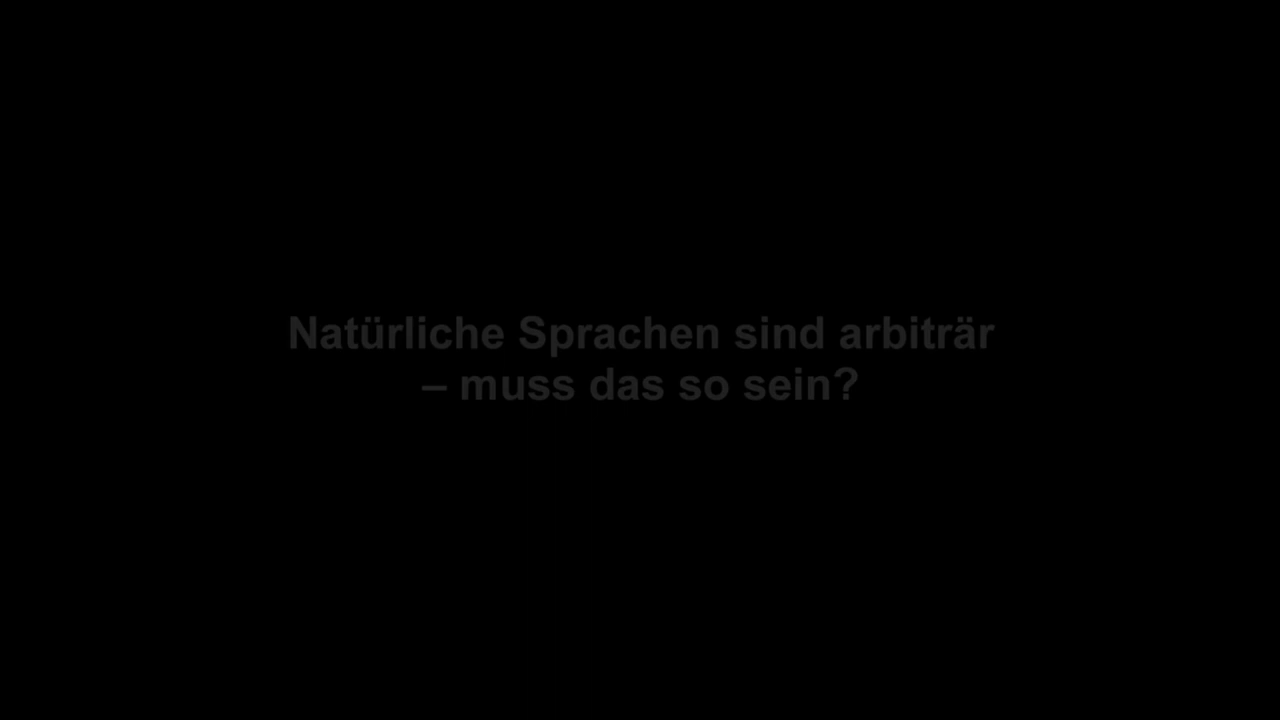 Natürliche Sprachen sind arbiträr
– muss das so sein?